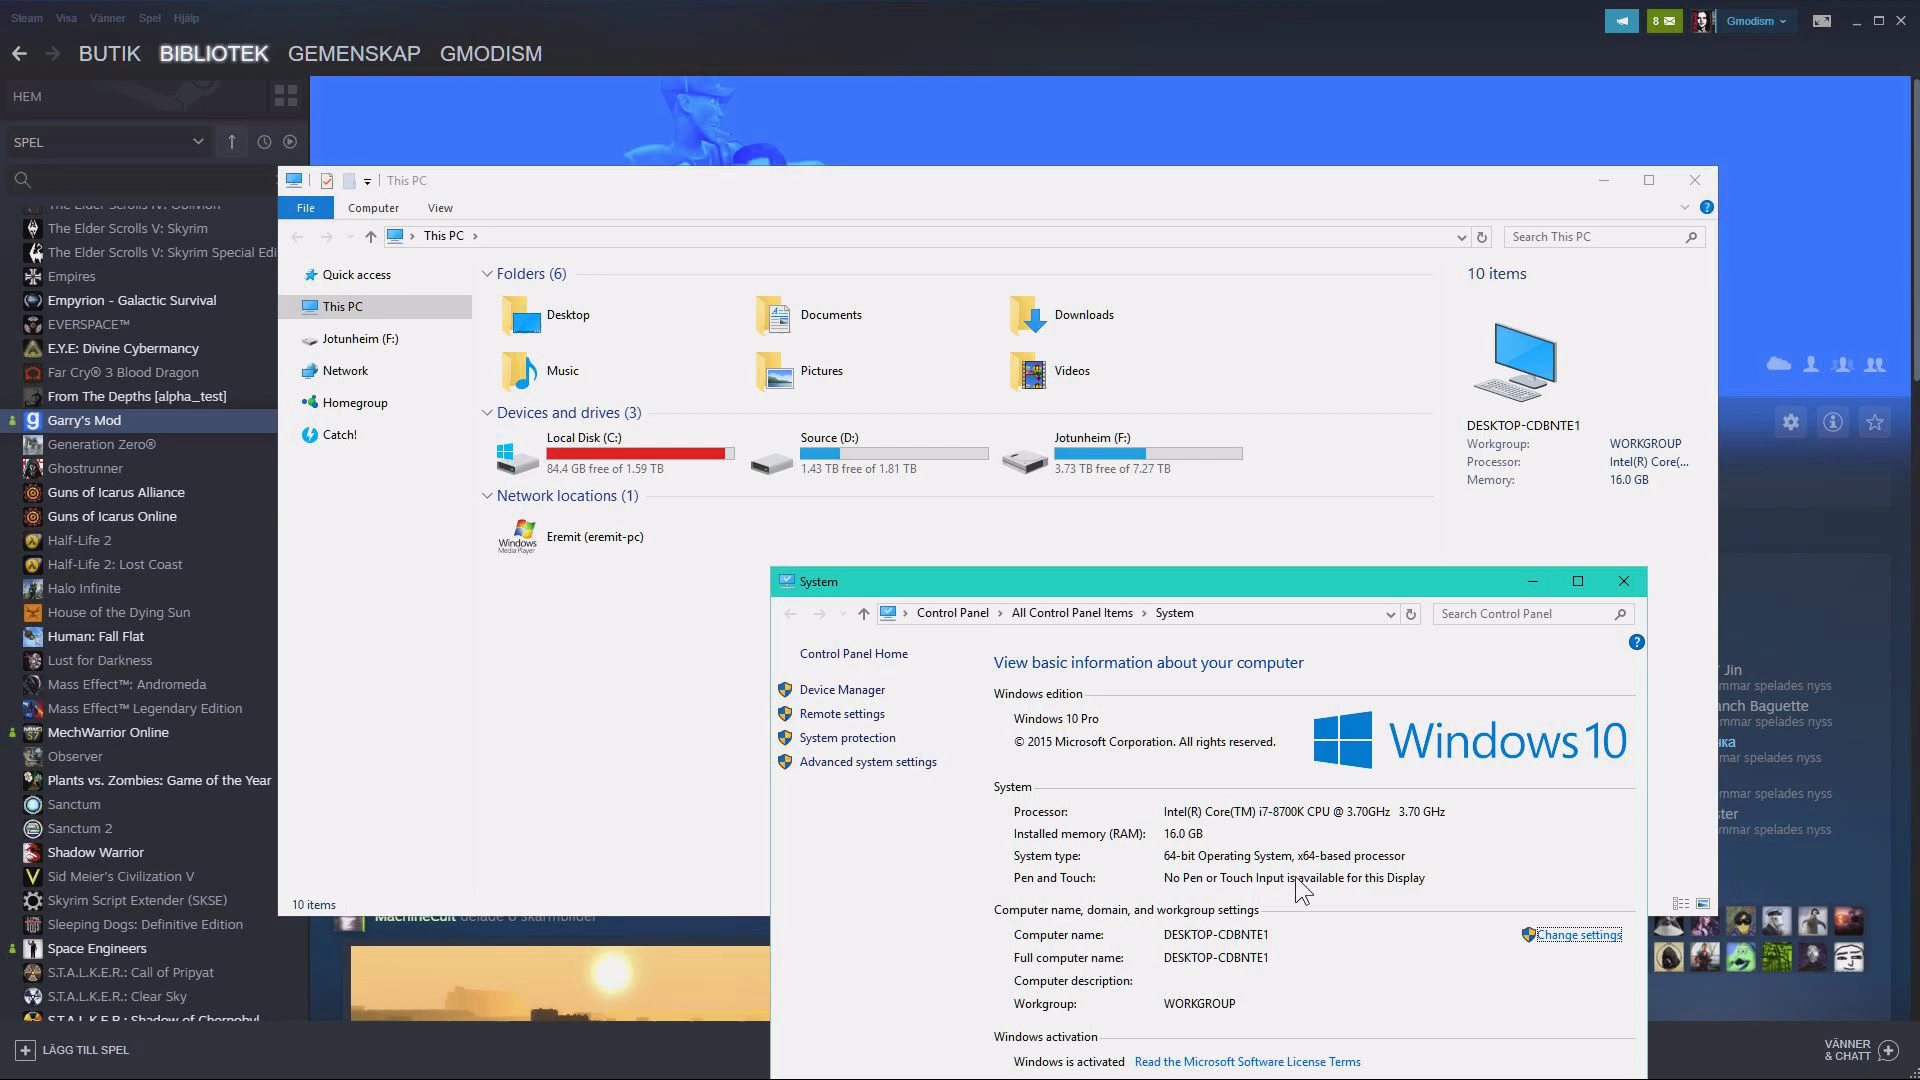 Steam Visa Vänner Spel Hjälp
8
Gmodism
BUTIK BIBLIOTEK GEMENSKAP GMODISM
HEM
SPEL
The Elder Scrolls IV: Oblivion
The Elder Scrolls V: Skyrim
The Elder Scrolls V: Skyrim Special Edi
Empires
Empyrion - Galactic Survival
EVERSPACE™
E.Y.E: Divine Cybermancy
Far Cry® 3 Blood Dragon
From The Depths [alpha_test]
Garry's Mod
Generation Zero®
Ghostrunner
Guns of Icarus Alliance
Guns of Icarus Online
Half-Life 2
Half-Life 2: Lost Coast
Halo Infinite
House of the Dying Sun
Human: Fall Flat
Lust for Darkness
Mass Effect™: Andromeda
Mass Effect™ Legendary Edition
MechWarrior Online
Observer
Plants vs. Zombies: Game of the Year
Sanctum
Sanctum 2
Shadow Warrior
Sid Meier's Civilization V
Skyrim Script Extender (SKSE)
Sleeping Dogs: Definitive Edition
Space Engineers
S.T.A.L.K.E.R.: Call of Pripyat
S.T.A.L.K.E.R.: Clear Sky
S.T.A.L.K.E.R.: Shadow of Chernobyl
LÄGG TILL SPEL
This PC
File Computer View
This PC
Search This PC
Quick access
This PC
Jotunheim (F:)
Network
Homegroup
Catch!
Folders (6)
Desktop
Documents
Downloads
Music
Pictures
Videos
Devices and drives (3)
Local Disk (C:)
84.4 GB free of 1.59 TB
Source (D:)
1.43 TB free of 1.81 TB
Jotunheim (F:)
3.73 TB free of 7.27 TB
Network locations (1)
Windows Media Player
Eremit (eremit-pc)
10 items
DESKTOP-CDBNTE1
Workgroup: WORKGROUP
Processor: Intel(R) Core(...
Memory: 16.0 GB
10 items
System
Control Panel All Control Panel Items System
Search Control Panel
Control Panel Home
Device Manager
Remote settings
System protection
Advanced system settings
View basic information about your computer
Windows edition
Windows 10 Pro
© 2015 Microsoft Corporation. All rights reserved.
Windows 10
System
Processor: Intel(R) Core(TM) i7-8700K CPU @ 3.70GHz 3.70 GHz
Installed memory (RAM): 16.0 GB
System type: 64-bit Operating System, x64-based processor
Pen and Touch: No Pen or Touch Input is available for this Display
Computer name, domain, and workgroup settings
Computer name: DESKTOP-CDBNTE1
Change settings
Full computer name: DESKTOP-CDBNTE1
Computer description:
Workgroup: WORKGROUP
Windows activation
Windows is activated Read the Microsoft Software License Terms
Jin
mmar spelades nyss
anch Baguette
mmar spelades nyss
нка
mar spelades nyss
mmar spelades nyss
ster
mmar spelades nyss
MachineCult delade 6 skärmbilder
VÄNNER
& CHATT